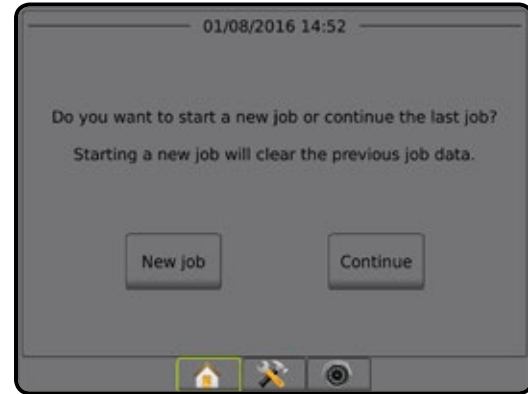 01/08/2016 14:52
Do you want to start a new job or continue the last job?
Starting a new job will clear the previous job data.
New job
Continue